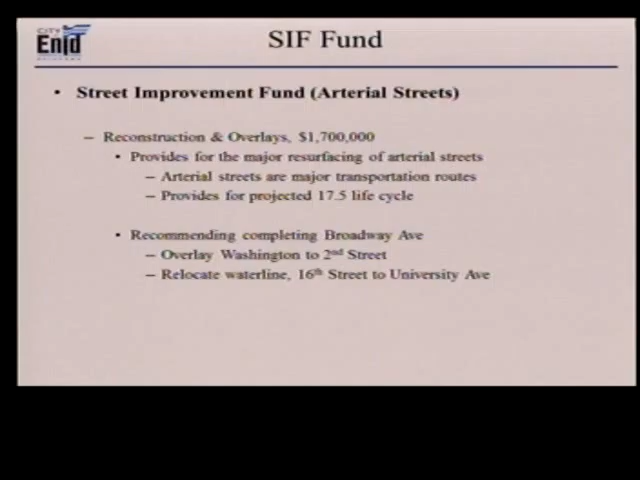 CITY
Enid
SIF Fund
• Street Improvement Fund (Arterial Streets)
– Reconstruction & Overlays, $1,700,000
• Provides for the major resurfacing of arterial streets
– Arterial streets are major transportation routes
– Provides for projected 17.5 life cycle
• Recommending completing Broadway Ave
– Overlay Washington to 2nd Street
– Relocate waterline, 16th Street to University Ave